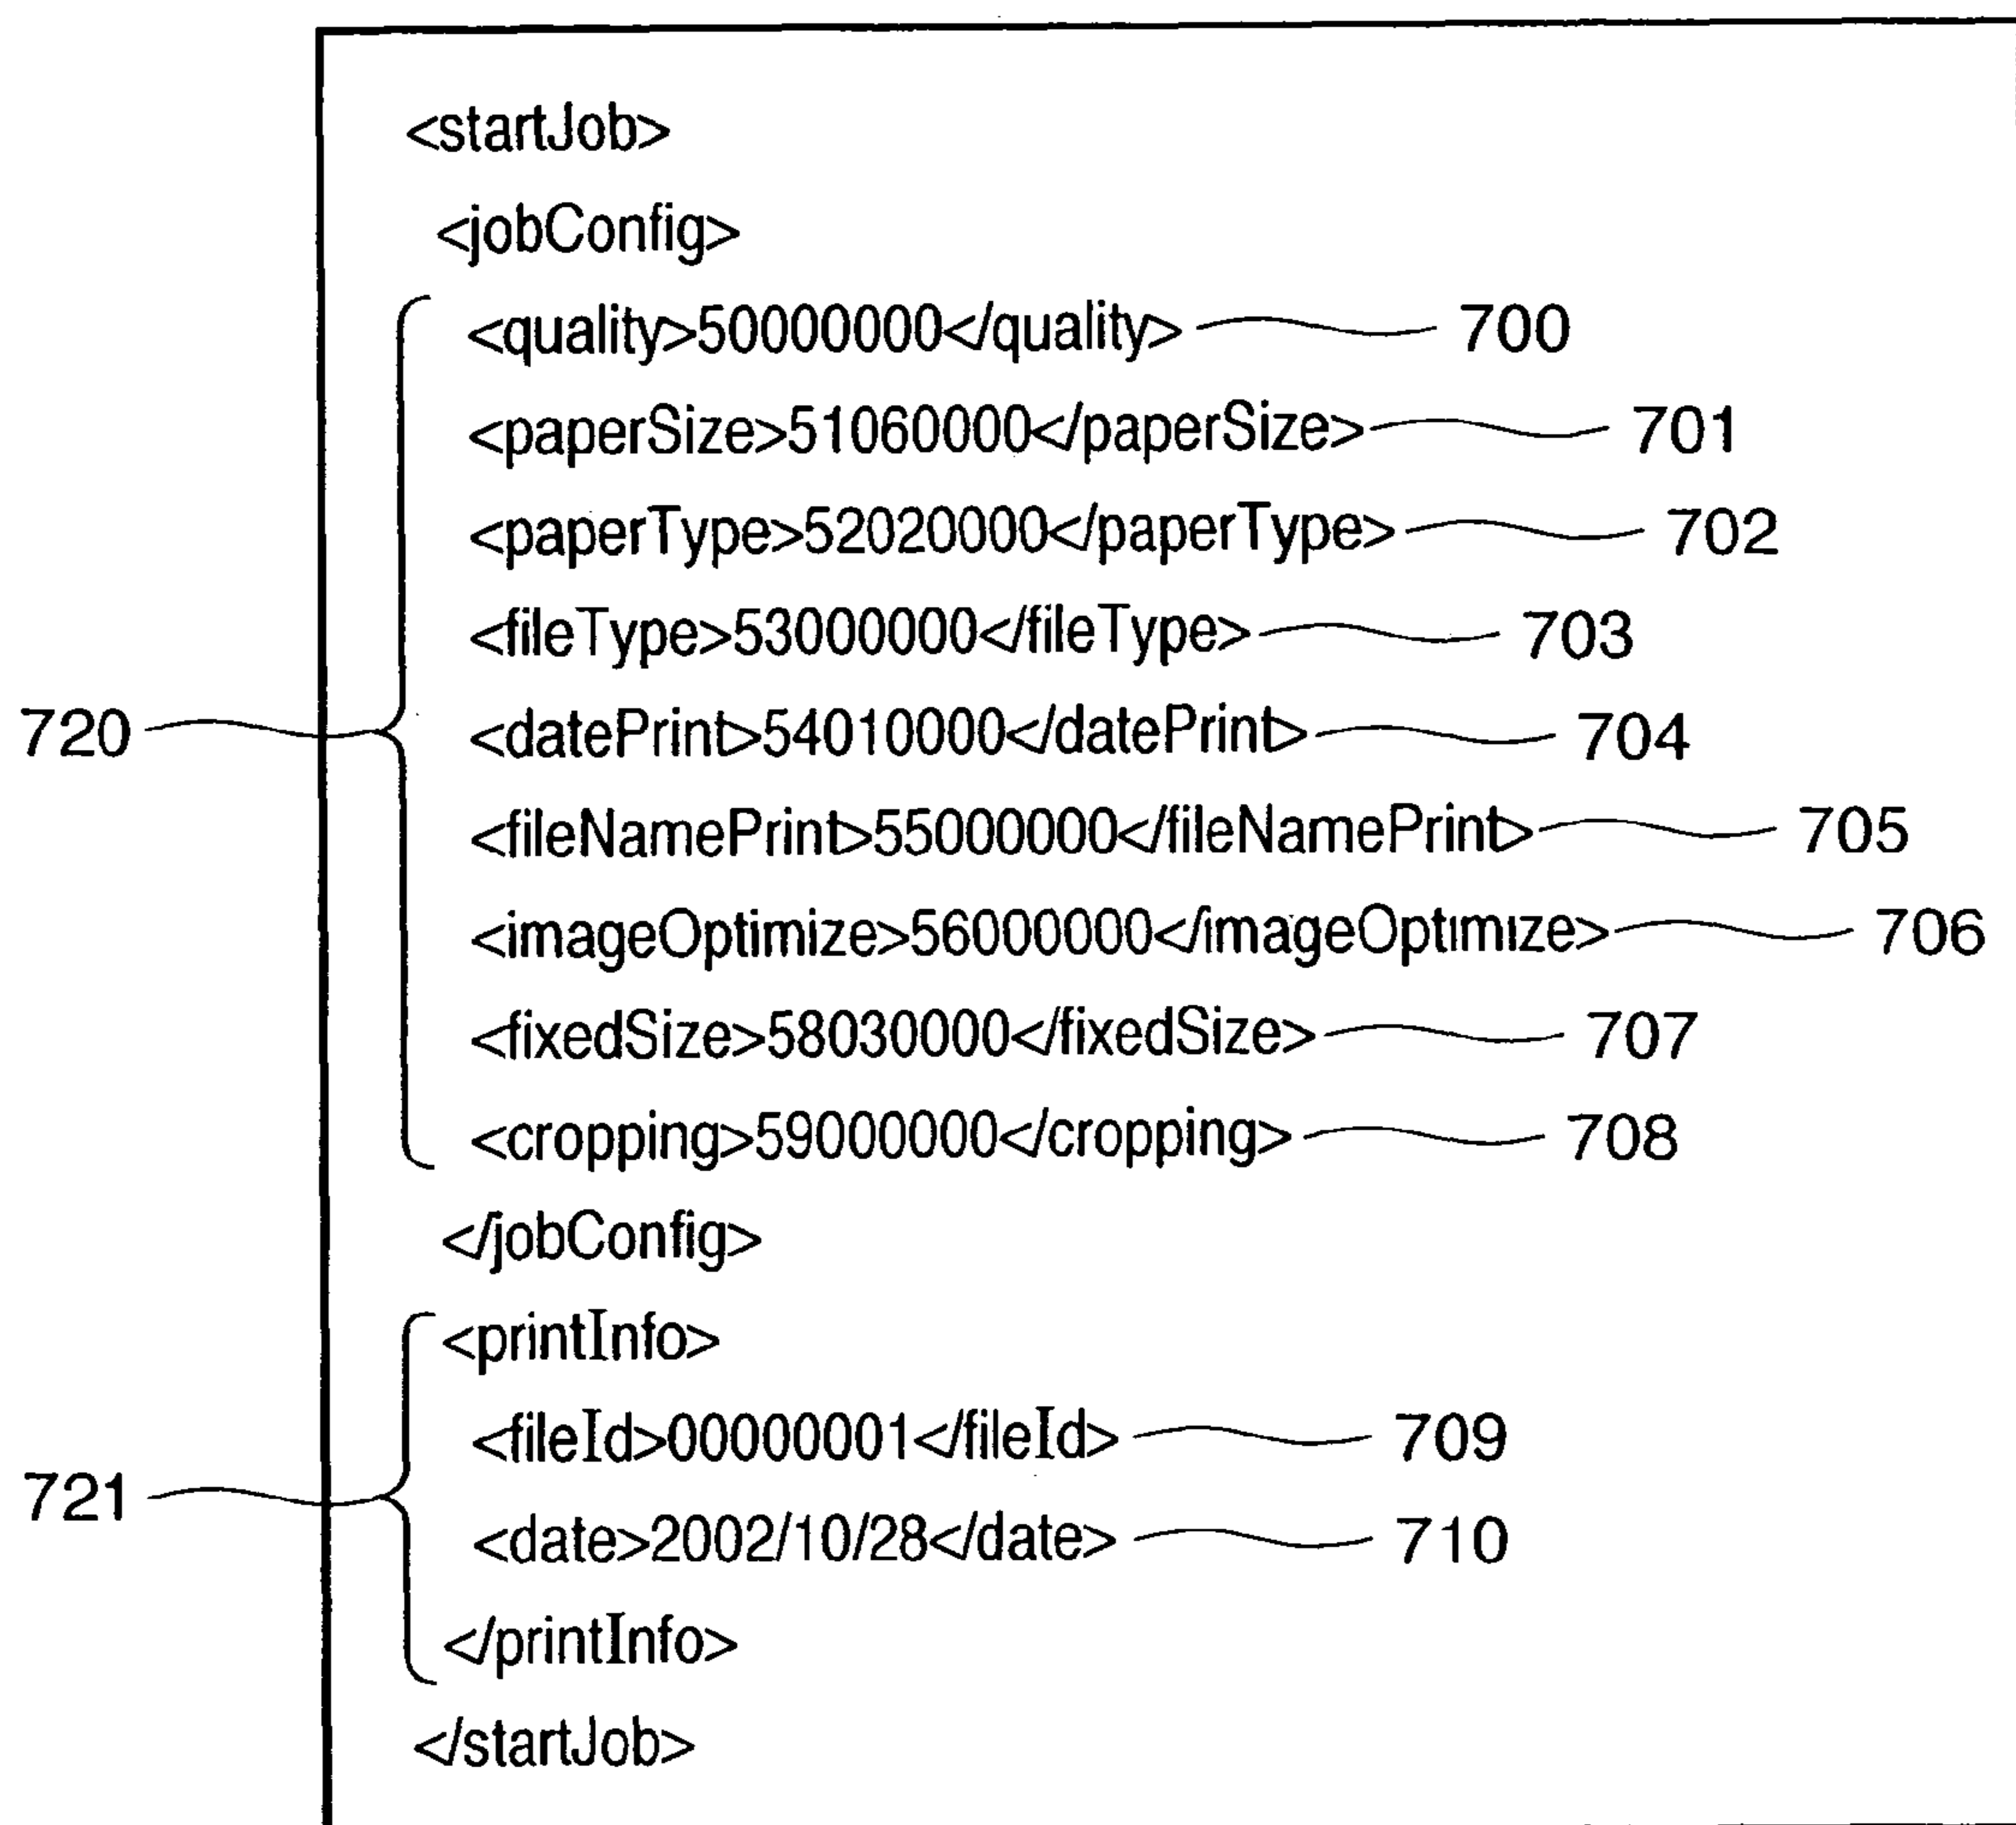 <startJob>
<jobConfig>
<quality>50000000</quality> 700
<paperSize>51060000</paperSize> 701
<paperType>52020000</paperType> 702
<fileType>53000000</fileType> 703
720 <datePrint>54010000</datePrint> 704
<fileNamePrint>55000000</fileNamePrint> 705
<imageOptimize>56000000</imageOptimize> 706
<fixedSize>58030000</fixedSize> 707
<cropping>59000000</cropping> 708
</jobConfig>
<printInfo>
<fileId>00000001</fileId> 709
721 <date>2002/10/28</date> 710
</printInfo>
</startJob>